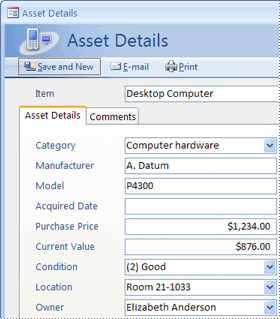 Asset Details
Asset Details
Save and New E-mail Print
Item Desktop Computer
Asset Details Comments
Category Computer hardware
Manufacturer A. Datum
Model P4300
Acquired Date
Purchase Price $1,234.00
Current Value $876.00
Condition (2) Good
Location Room 21-1033
Owner Elizabeth Anderson